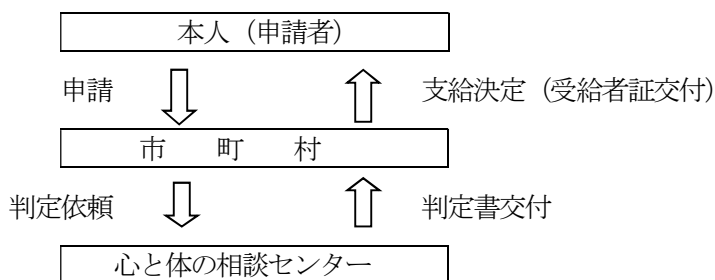 本人（申請者）
申請 支給決定（受給者証交付）
市 町 村
判定依頼 判定書交付
心と体の相談センター